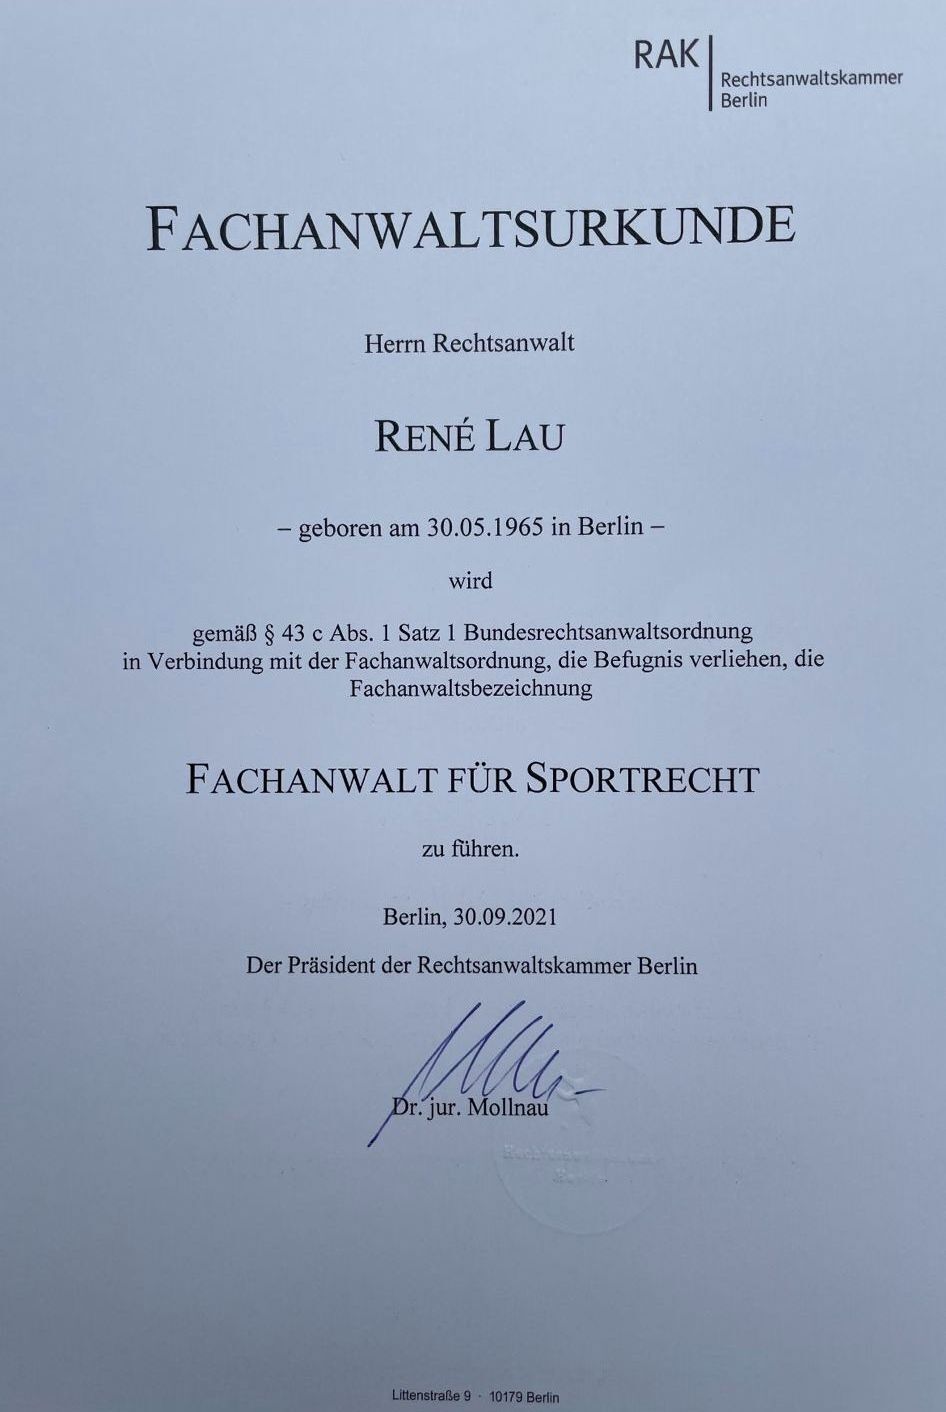 RAK
Rechtsanwaltskammer
Berlin
FACHANWALTSURKUNDE
Herrn Rechtsanwalt
RENÉ LAU
– geboren am 30.05.1965 in Berlin –
wird
gemäß § 43 c Abs. 1 Satz 1 Bundesrechtsanwaltsordnung
in Verbindung mit der Fachanwaltsordnung, die Befugnis verliehen, die
Fachanwaltsbezeichnung
FACHANWALT FÜR SPORTRECHT
zu führen.
Berlin, 30.09.2021
Der Präsident der Rechtsanwaltskammer Berlin
Dr. jur. Mollnau
Littenstraße 9 · 10179 Berlin